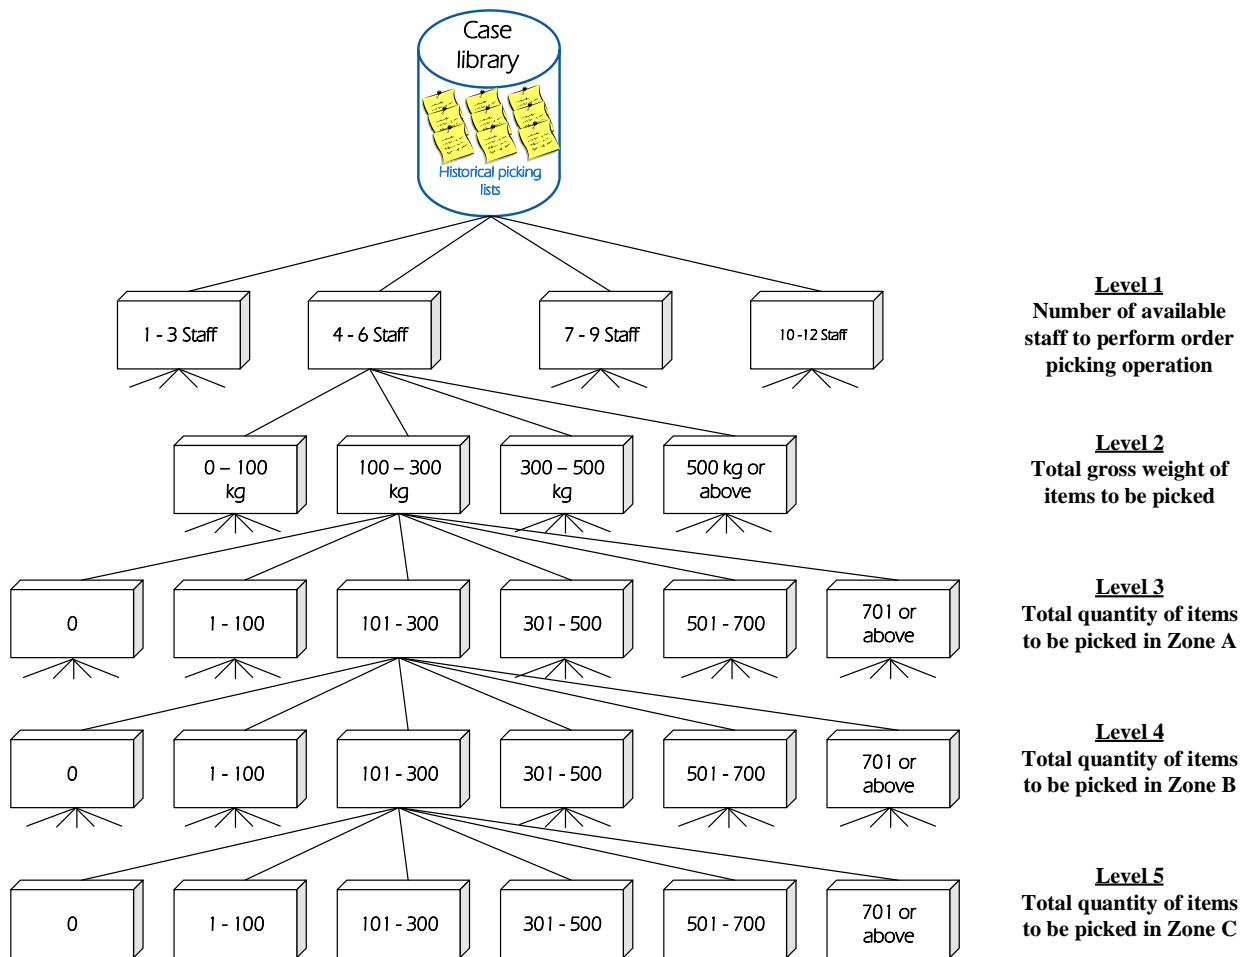 Case
library
Historical picking
lists
1 - 3 Staff
4 - 6 Staff
7 - 9 Staff
10 -12 Staff
Level 1
Number of available
staff to perform order
picking operation
0 – 100
kg
100 – 300
kg
300 – 500
kg
500 kg or
above
Level 2
Total gross weight of
items to be picked
0
1 - 100
101 - 300
301 - 500
501 - 700
701 or
above
Level 3
Total quantity of items
to be picked in Zone A
0
1 - 100
101 - 300
301 - 500
501 - 700
701 or
above
Level 4
Total quantity of items
to be picked in Zone B
0
1 - 100
101 - 300
301 - 500
501 - 700
701 or
above
Level 5
Total quantity of items
to be picked in Zone C